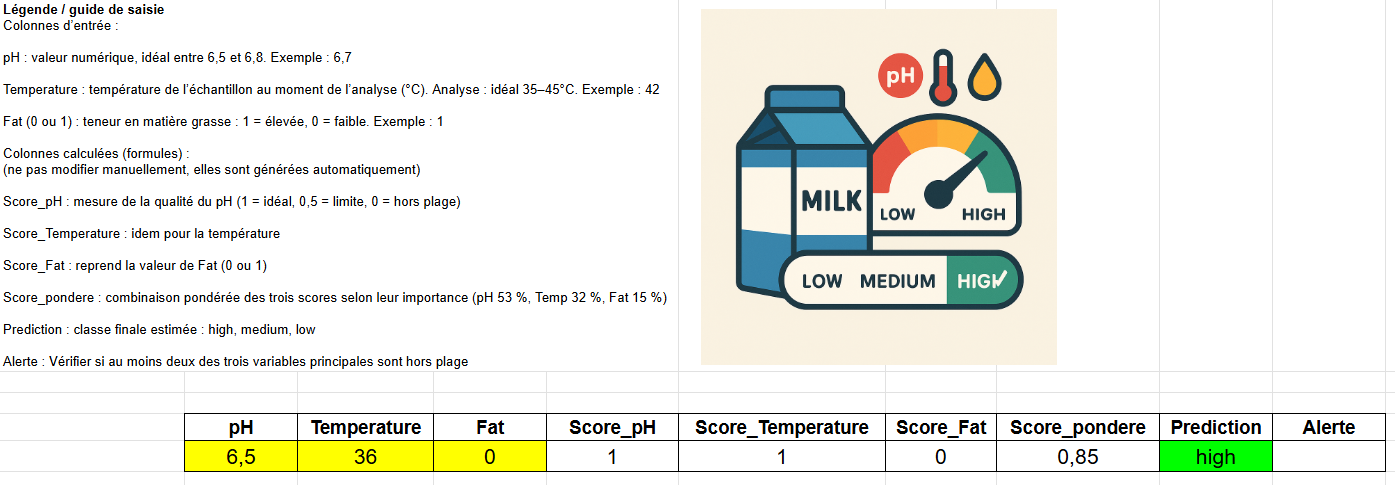 Légende / guide de saisie
Colonnes d’entrée :
pH : valeur numérique, idéal entre 6,5 et 6,8. Exemple : 6,7
Temperature : température de l’échantillon au moment de l’analyse (°C). Analyse : idéal 35–45°C. Exemple : 42
Fat (0 ou 1) : teneur en matière grasse : 1 = élevée, 0 = faible. Exemple : 1
Colonnes calculées (formules) :
(ne pas modifier manuellement, elles sont générées automatiquement)
Score_pH : mesure de la qualité du pH (1 = idéal, 0,5 = limite, 0 = hors plage)
Score_Temperature : idem pour la température
Score_Fat : reprend la valeur de Fat (0 ou 1)
Score_pondere : combinaison pondérée des trois scores selon leur importance (pH 53 %, Temp 32 %, Fat 15 %)
Prediction : classe finale estimée : high, medium, low
Alerte : Vérifier si au moins deux des trois variables principales sont hors plage
pH
MILK
LOW HIGH
LOW MEDIUM HIGH
pH Temperature Fat Score_pH Score_Temperature Score_Fat Score_pondere Prediction Alerte
6,5 36 0 1 1 0 0,85 high